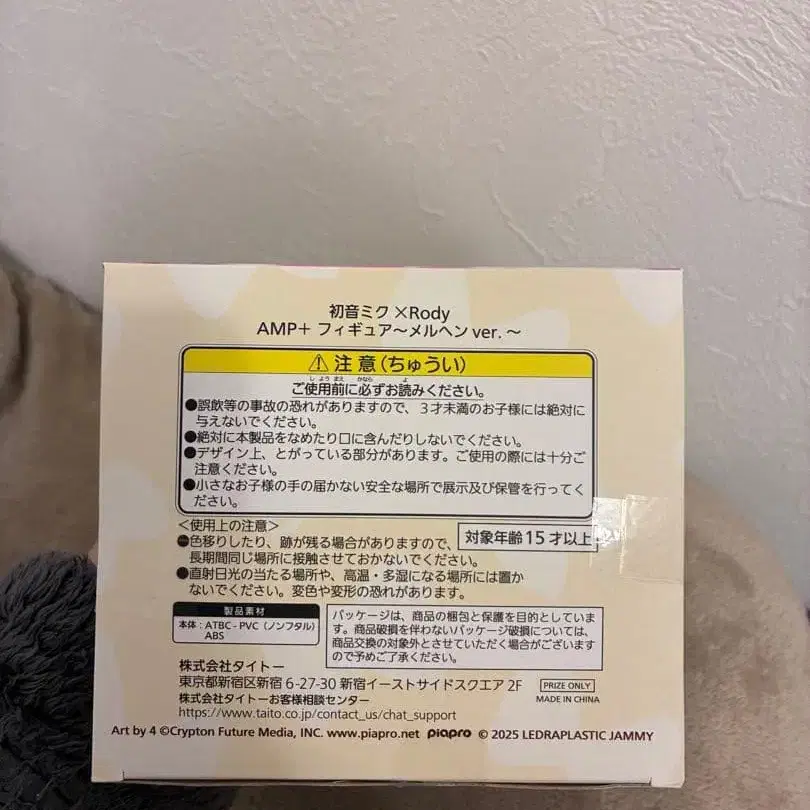 初音ミク×Rody
AMP+ フィギュア～メルヘン ver.～
⚠注意(ちゅうい)
しようまえ かなら よ
ご使用前に必ずお読みください。
●誤飲等の事故の恐れがありますので、3才未満のお子様には絶対に
与えないでください。
●絶対に本製品をなめたり口に含んだりしないでください。
●デザイン上、とがっている部分があります。ご使用の際には十分ご
注意ください。
●小さなお子様の手の届かない安全な場所で展示及び保管を行ってく
ださい。
＜使用上の注意＞
対象年齢15才以上
●色移りしたり、跡が残る場合がありますので、
長期間同じ場所に接触させておかないでください。
●直射日光の当たる場所や、高温・多湿になる場所には置か
ないでください。変色や変形の恐れがあります。
製品素材
本体：ATBC-PVC（ノンフタル）
ABS
パッケージは、商品の梱包と保護を目的としていま
す。商品破損を伴わないパッケージ破損については、
商品交換の対象外とさせていただく場合がございます
ので予めご了承ください。
株式会社タイトー
東京都新宿区新宿 6-27-30 新宿イーストサイドスクエア 2F
PRIZE ONLY
株式会社タイトーお客様相談センター
MADE IN CHINA
https://www.taito.co.jp/contact_us/chat_support
Art by 4 ©Crypton Future Media, INC. www.piapro.net piapro © 2025 LEDRAPLASTIC JAMMY